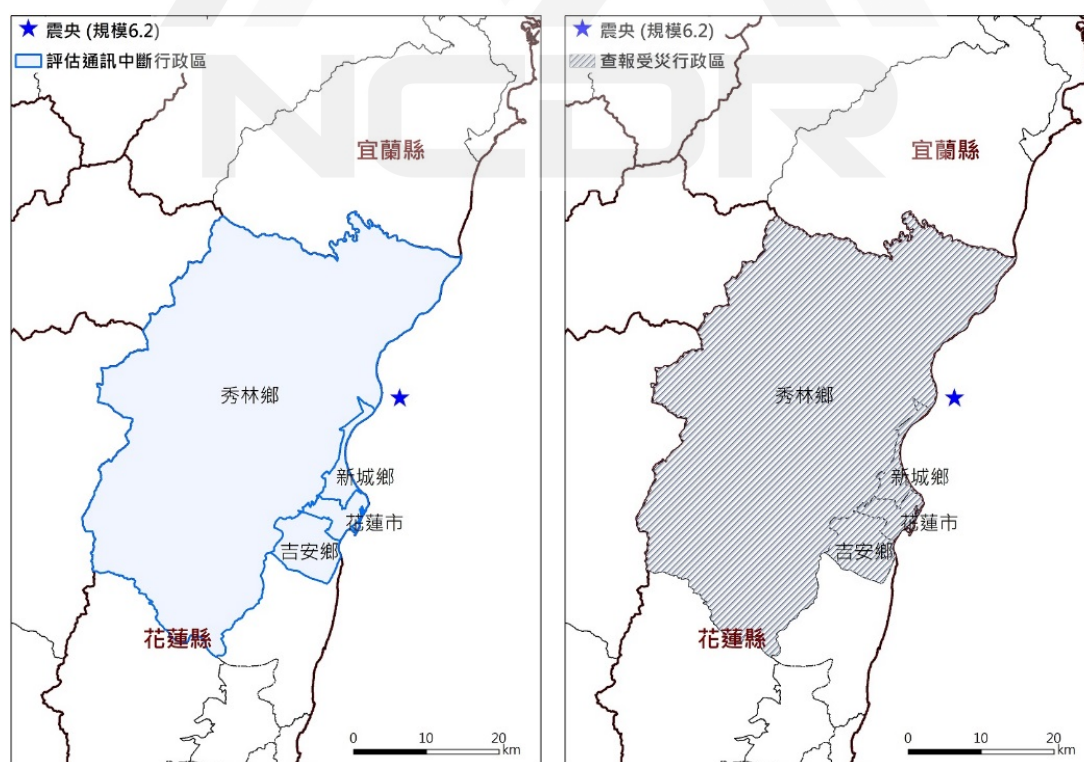 NCDR
★ 震央 (規模6.2)
評估通訊中斷行政區
宜蘭縣
秀林鄉
新城鄉
花蓮市
吉安鄉
花蓮縣
0 10 20
km
★ 震央 (規模6.2)
查報受災行政區
宜蘭縣
秀林鄉
新城鄉
花蓮市
吉安鄉
花蓮縣
0 10 20
km